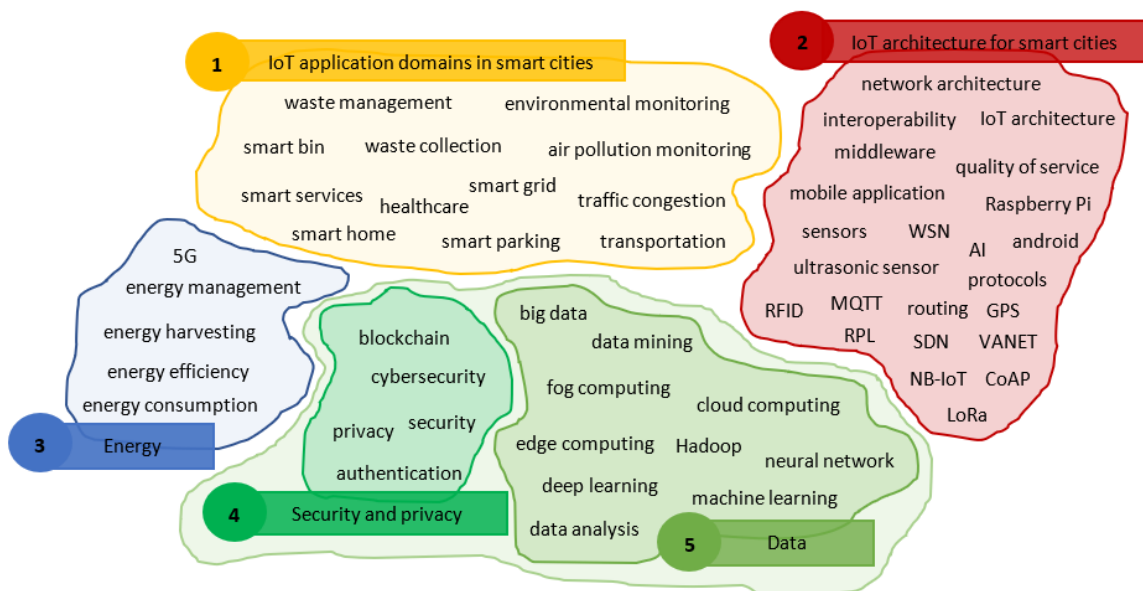 1
IoT application domains in smart cities
waste management
environmental monitoring
smart bin
waste collection
air pollution monitoring
smart services
healthcare
smart grid
traffic congestion
smart home
smart parking
transportation
2
IoT architecture for smart cities
network architecture
interoperability
IoT architecture
middleware
quality of service
mobile application
Raspberry Pi
sensors
WSN
AI
android
ultrasonic sensor
protocols
RFID
MQTT
routing
GPS
RPL
SDN
VANET
NB-IoT
CoAP
LoRa
5G
energy management
energy harvesting
energy efficiency
energy consumption
3
Energy
blockchain
cybersecurity
privacy
security
authentication
4
Security and privacy
big data
data mining
fog computing
cloud computing
edge computing
Hadoop
neural network
deep learning
machine learning
data analysis
5
Data